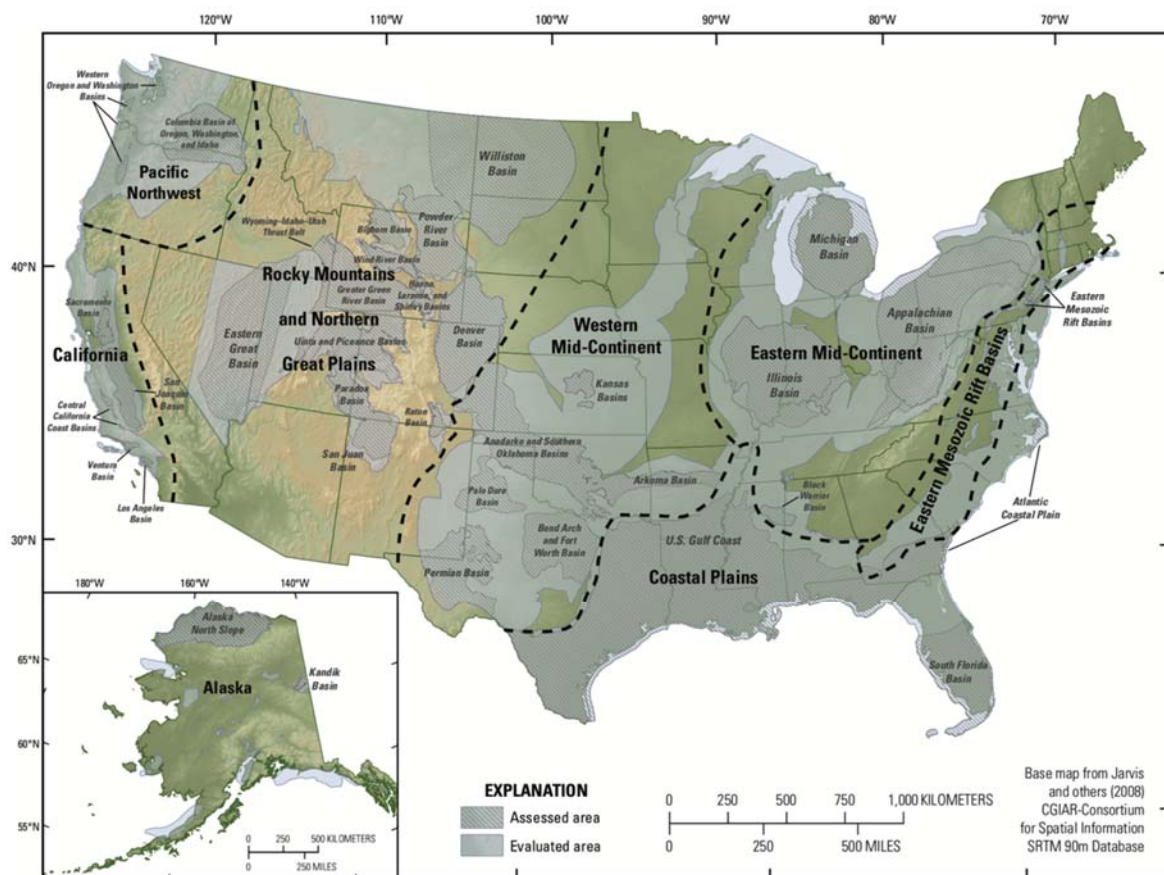 120°W
110°W
100°W
90°W
80°W
70°W
Western
Oregon and Washington
Basins
Columbia Basin of
Oregon, Washington,
and Idaho
Pacific
Northwest
Williston
Basin
Wyoming–Idaho–Utah
Thrust Belt
Bighorn Basin
Powder
River
Basin
Wind River Basin
Michigan
Basin
40°N
40°N
Rocky Mountains
Greater Green
River Basin
Hanna,
Laramie, and
Shirley Basins
Sacramento
Basin
Eastern
Great
Basin
and Northern
Uinta and Piceance Basins
Great Plains
Denver
Basin
Western
Mid-Continent
Eastern Mid-Continent
Appalachian
Basin
Eastern
Mesozoic
Rift Basins
California
San
Joaquin
Basin
Paradox
Basin
Raton
Basin
Kansas
Basins
Illinois
Basin
Central
California
Coast Basins
San Juan
Basin
Anadarko and Southern
Oklahoma Basins
Eastern Mesozoic Rift Basins
Ventura
Basin
Los Angeles
Basin
Palo Duro
Basin
Arkoma Basin
Black
Warrior
Basin
Atlantic
Coastal Plain
30°N
Bend Arch
and Fort
Worth Basin
U.S. Gulf Coast
Permian Basin
Coastal Plains
180°W
160°W
140°W
Alaska
North Slope
65°N
Kandik
Basin
Alaska
South Florida
Basin
60°N
55°N
0 250 500 KILOMETERS
0 250 MILES
EXPLANATION
Assessed area
Evaluated area
0 250 500 750 1,000 KILOMETERS
0 250 500 MILES
Base map from Jarvis
and others (2008)
CGIAR-Consortium
for Spatial Information
SRTM 90m Database